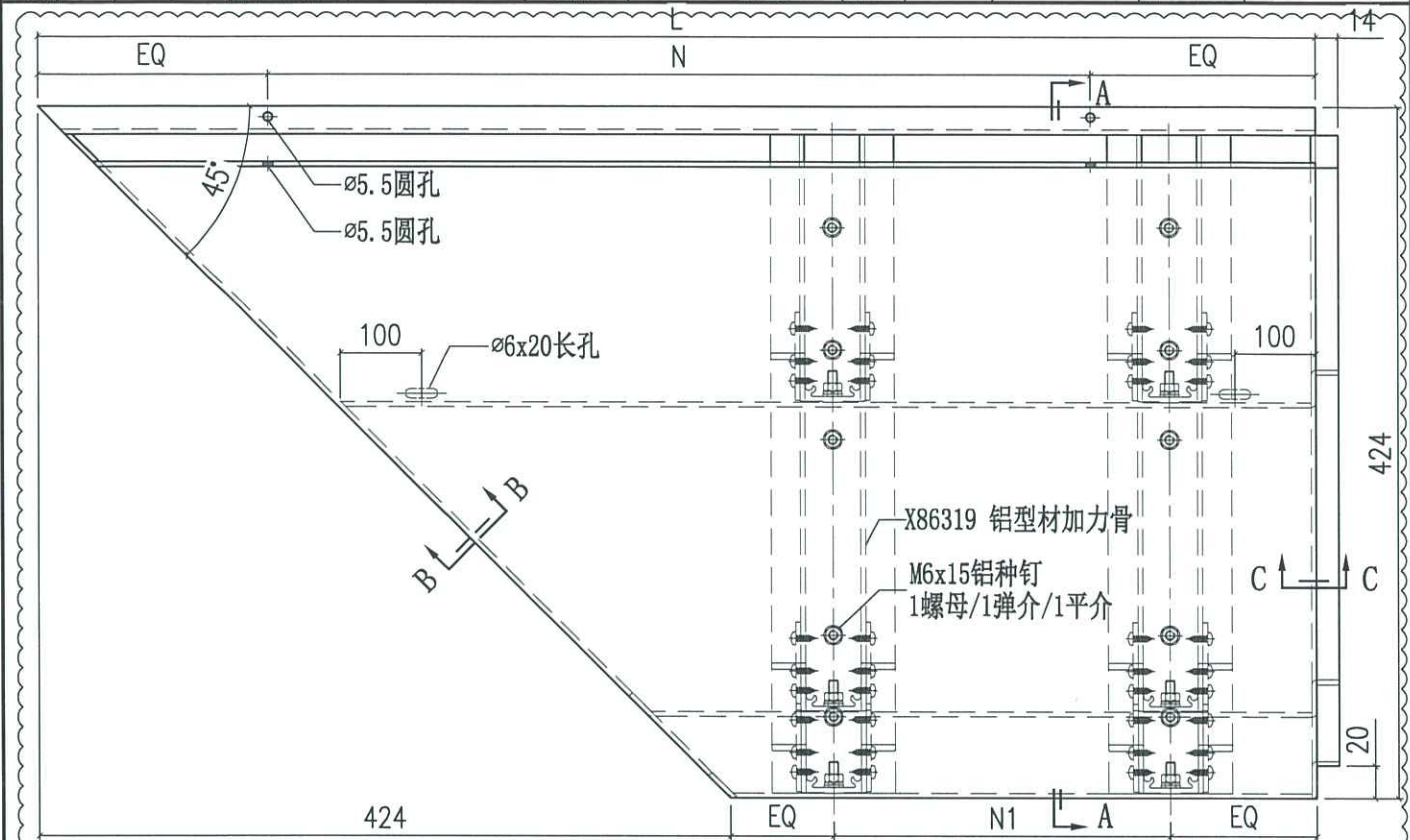 L
14
EQ
N
EQ
A
45°
ø5.5圆孔
ø5.5圆孔
100
ø6x20长孔
100
424
B
B
X86319 铝型材加力骨
M6x15铝种钉
1螺母/1弹介/1平介
C
C
20
424
EQ
N1
A
EQ